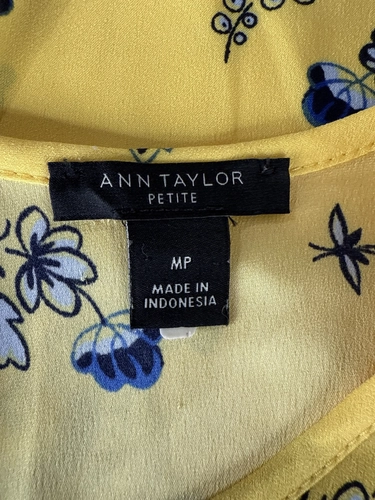 ANN TAYLOR
PETITE
MP
MADE IN
INDONESIA